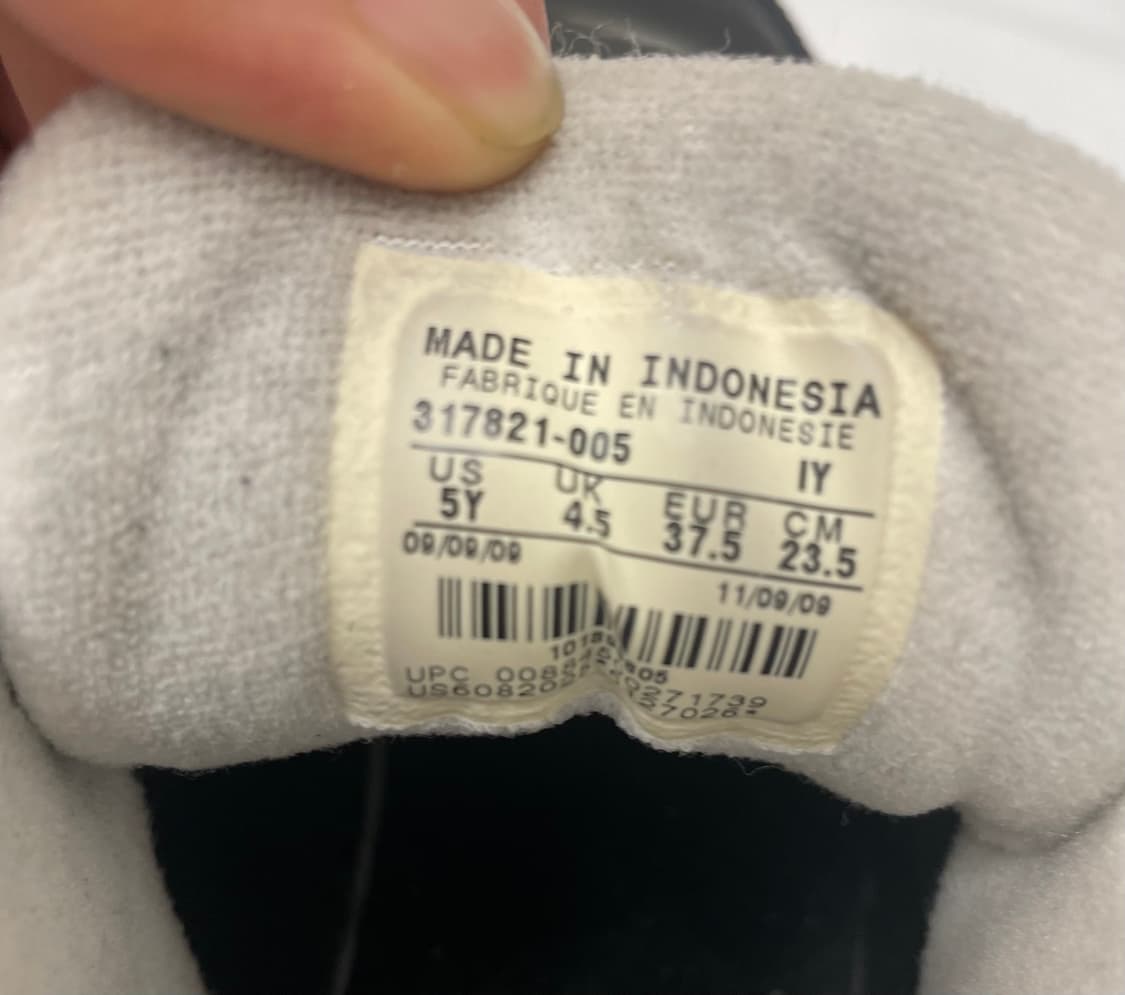 MADE IN INDONESIA
FABRIQUE EN INDONESIE
317821-005 IY
US UK EUR CM
5Y 4.5 37.5 23.5
09/09/09 11/09/09
UPC